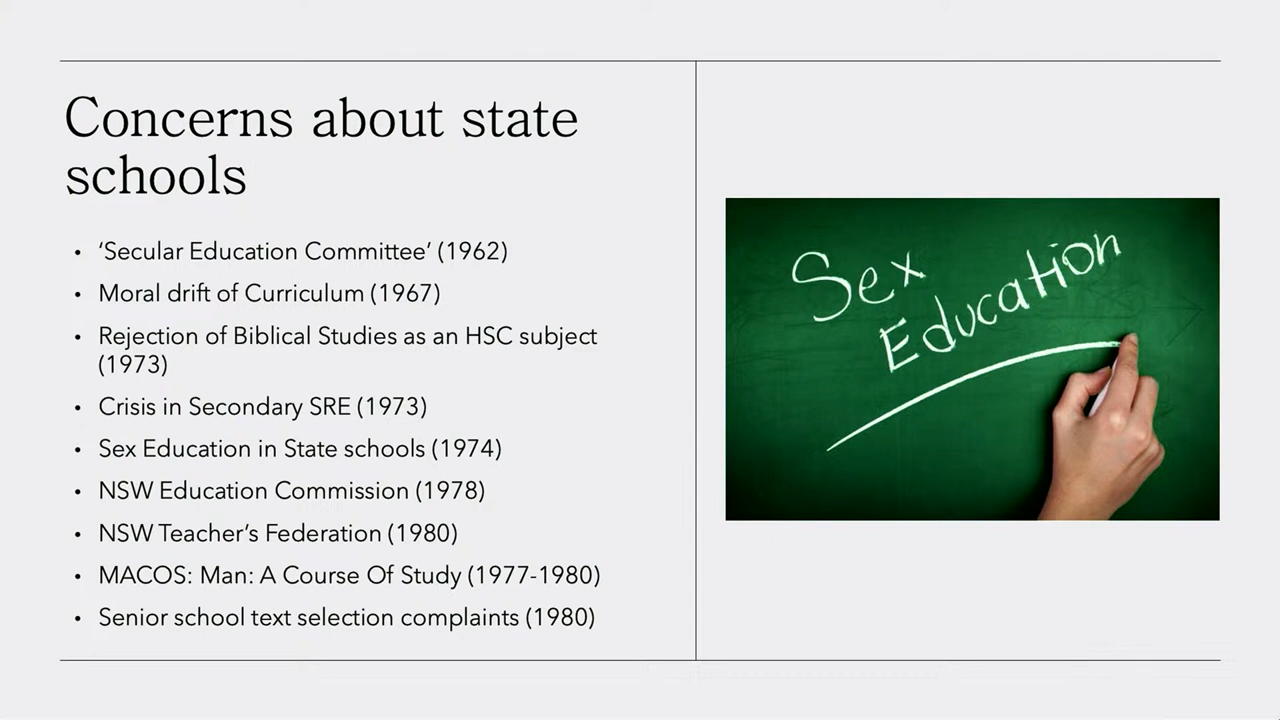 Concerns about state
schools
• ‘Secular Education Committee’ (1962)
• Moral drift of Curriculum (1967)
• Rejection of Biblical Studies as an HSC subject
(1973)
• Crisis in Secondary SRE (1973)
• Sex Education in State schools (1974)
• NSW Education Commission (1978)
• NSW Teacher’s Federation (1980)
• MACOS: Man: A Course Of Study (1977-1980)
• Senior school text selection complaints (1980)
Sex
Education